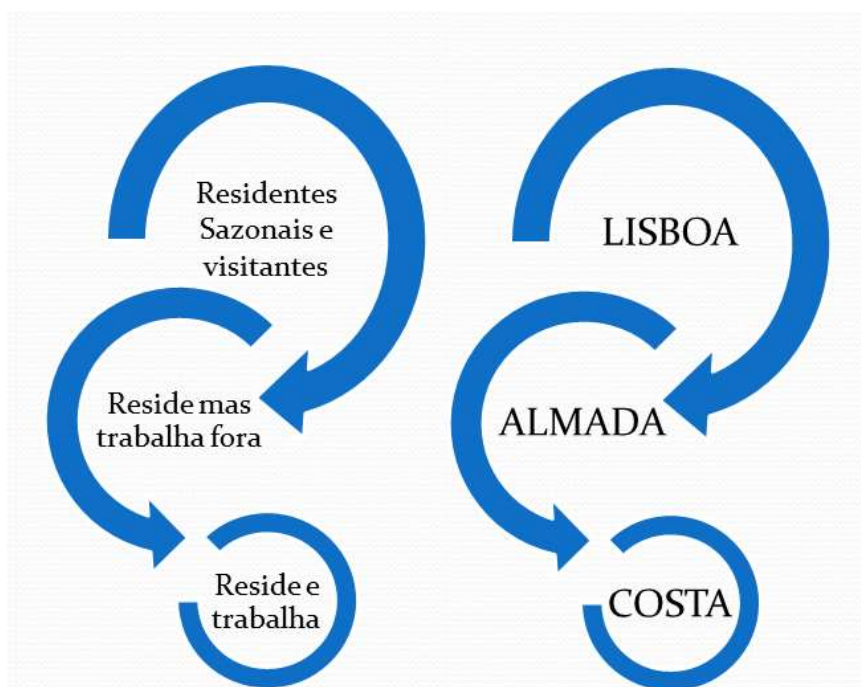 Residentes
Sazonais e
visitantes
Reside mas
trabalha fora
Reside e
trabalha
LISBOA
ALMADA
COSTA